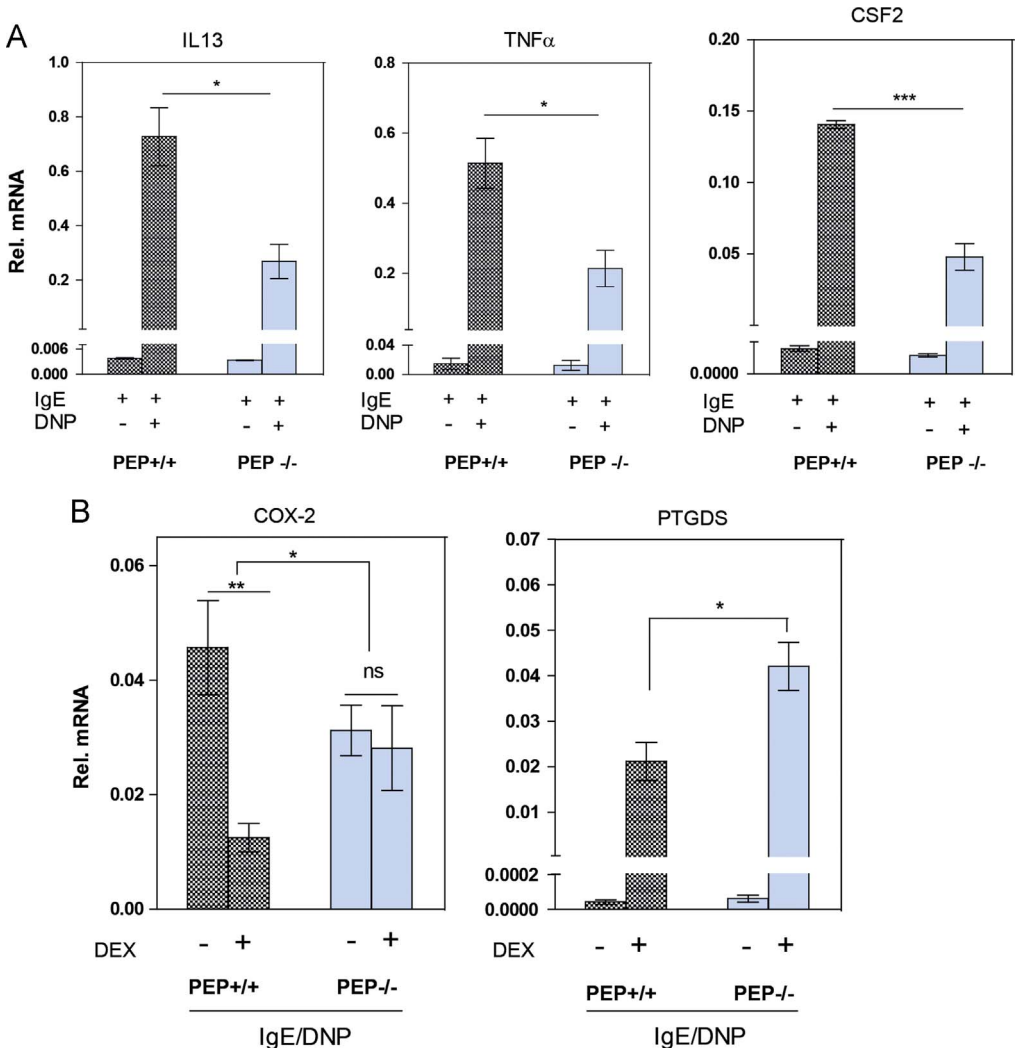 A
IL13
TNFα
CSF2
Rel. mRNA
1.0
0.8
0.6
0.4
0.2
0.006
0.000
*
IgE + + + +
DNP - + - +
PEP+/+ PEP -/-
0.8
0.6
0.4
0.2
0.04
0.00
*
IgE + + + +
DNP - + - +
PEP+/+ PEP -/-
0.20
0.15
0.10
0.05
0.0000
***
IgE + + + +
DNP - + - +
PEP+/+ PEP -/-
B
COX-2
Rel. mRNA
0.06
0.04
0.02
0.00
*
**
ns
DEX - + - +
PEP+/+ PEP-/-
IgE/DNP
PTGDS
0.07
0.06
0.05
0.04
0.03
0.02
0.01
0.0002
0.0000
*
- + - +
PEP+/+ PEP-/-
IgE/DNP